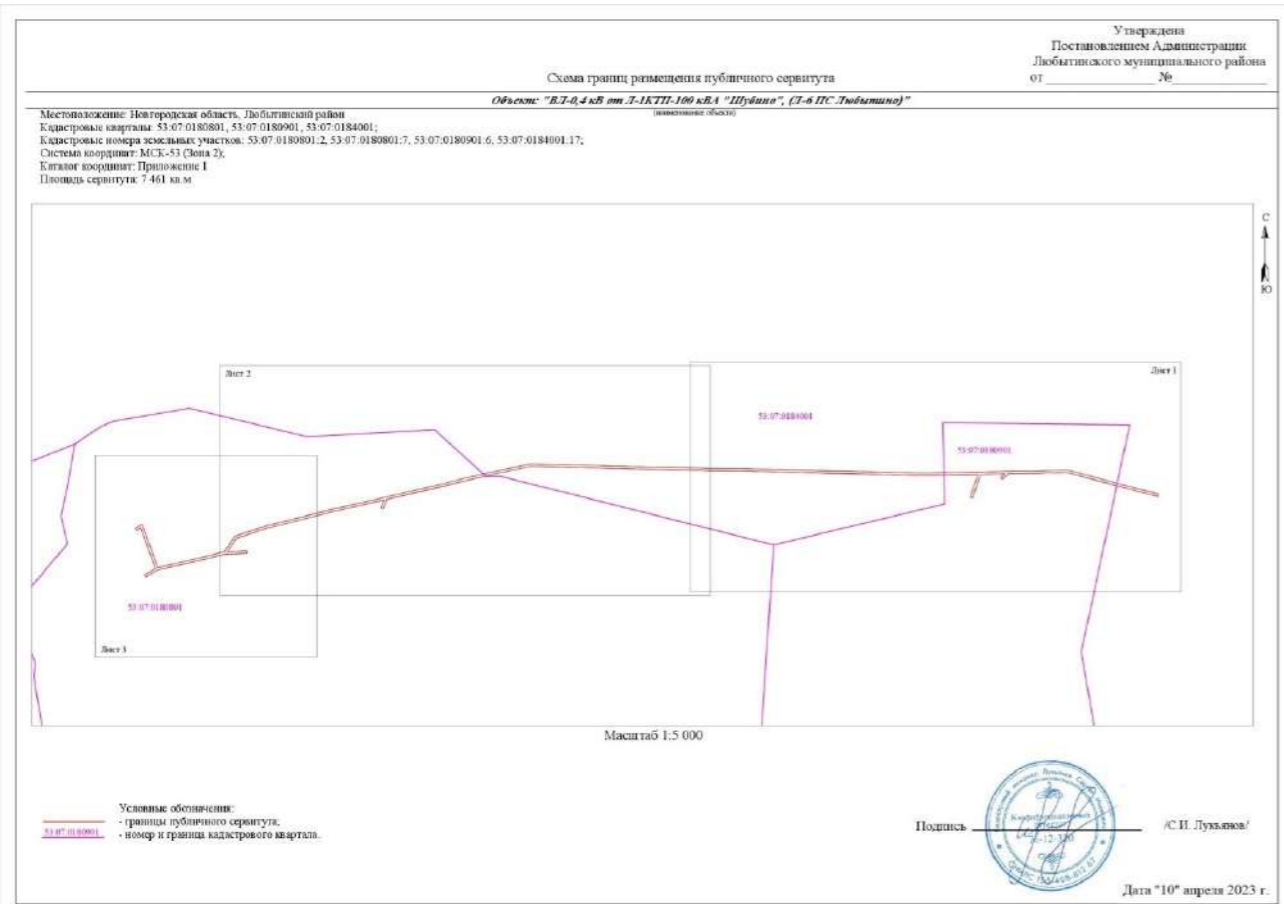 Утверждена
Постановлением Администрации
Любытинского муниципального района
от № 
Схема границ размещения публичного сервитута
Объект: "ВЛ-0,4 кВ от Л-1КТП-100 кВА "Шубино", (Л-6 ПС Любытино)"
(наименование объекта)
Местоположение: Новгородская область, Любытинский район
Кадастровые кварталы: 53:07:0180801, 53:07:0180901, 53:07:0184001;
Кадастровые номера земельных участков: 53:07:0180801:2, 53:07:0180801:7, 53:07:0180901:6, 53:07:0184001:17;
Система координат: МСК-53 (Зона 2);
Каталог координат: Приложение 1
Площадь сервитута: 7 461 кв.м
С
Ю
Лист 2
Лист 1
53:07:0184001
53:07:0180901
53:07:0180801
Лист 3
Масштаб 1:5 000
Условные обозначения:
- границы публичного сервитута;
53:07:0180901 - номер и граница кадастрового квартала.
Подпись /С.И. Лукьянов/
Дата "10" апреля 2023 г.